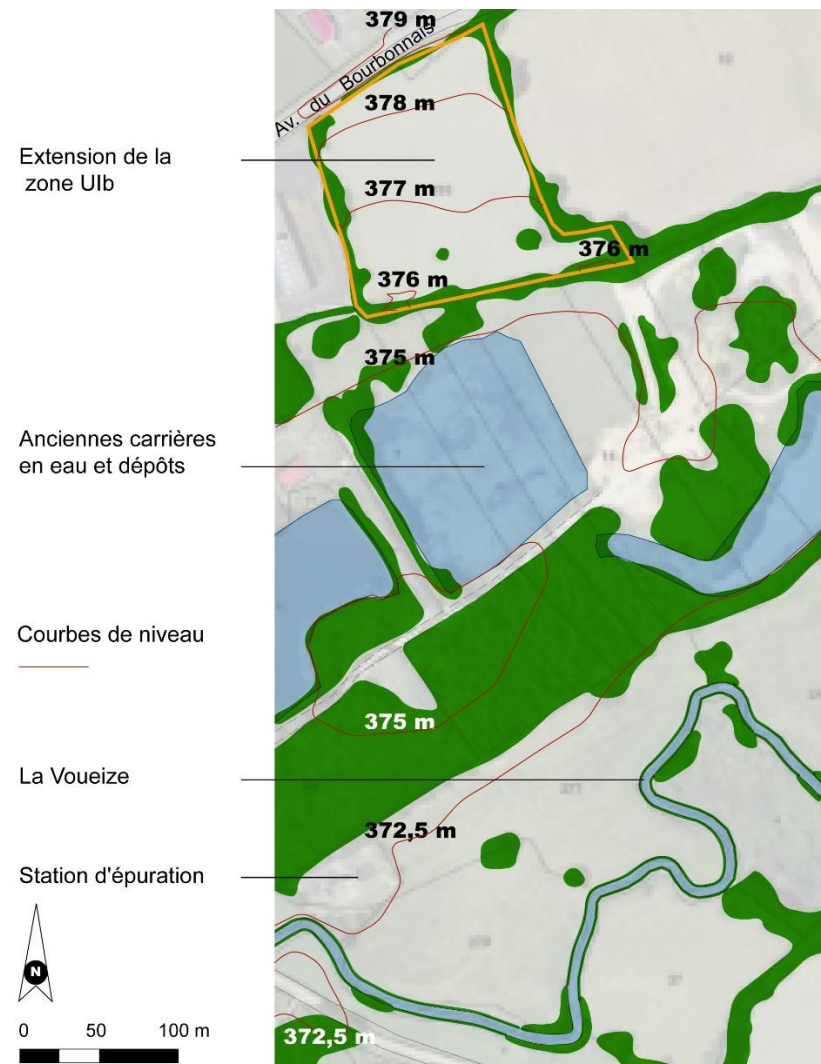 379 m
Av. du Bourbonnais
378 m
Extension de la
zone UIb
377 m
376 m
376 m
375 m
Anciennes carrières
en eau et dépôts
Courbes de niveau
375 m
La Voueize
372,5 m
Station d'épuration
N
0 50 100 m
372,5 m